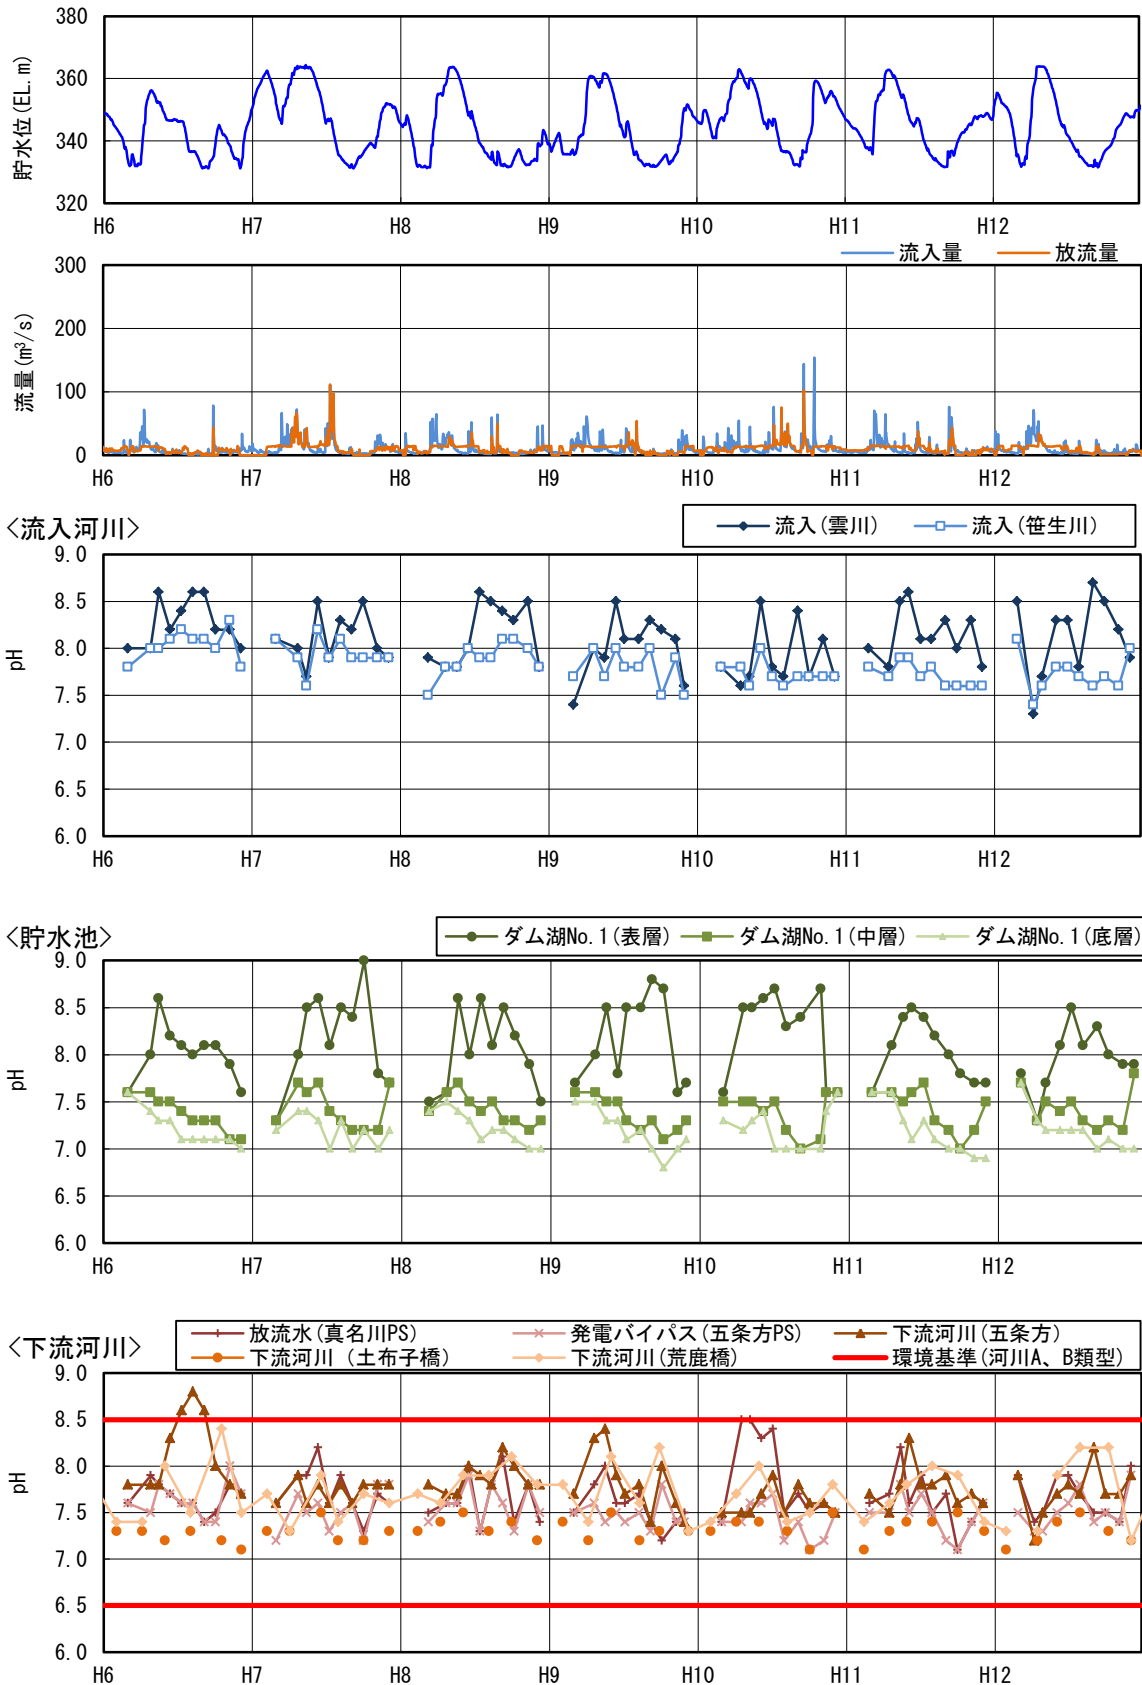 380
360
340
320
貯水位(EL.m)
H6 H7 H8 H9 H10 H11 H12
流入量 放流量
300
200
100
0
流量(m³/s)
H6 H7 H8 H9 H10 H11 H12
<流入河川>
流入(雲川) 流入(笹生川)
9.0
8.5
8.0
7.5
7.0
6.5
6.0
pH
H6 H7 H8 H9 H10 H11 H12
<貯水池>
ダム湖No.1(表層) ダム湖No.1(中層) ダム湖No.1(底層)
9.0
8.5
8.0
7.5
7.0
6.5
6.0
pH
H6 H7 H8 H9 H10 H11 H12
<下流河川>
放流水(真名川PS) 発電バイパス(五条方PS) 下流河川(五条方)
下流河川(土布子橋) 下流河川(荒鹿橋) 環境基準(河川A、B類型)
9.0
8.5
8.0
7.5
7.0
6.5
6.0
pH
H6 H7 H8 H9 H10 H11 H12